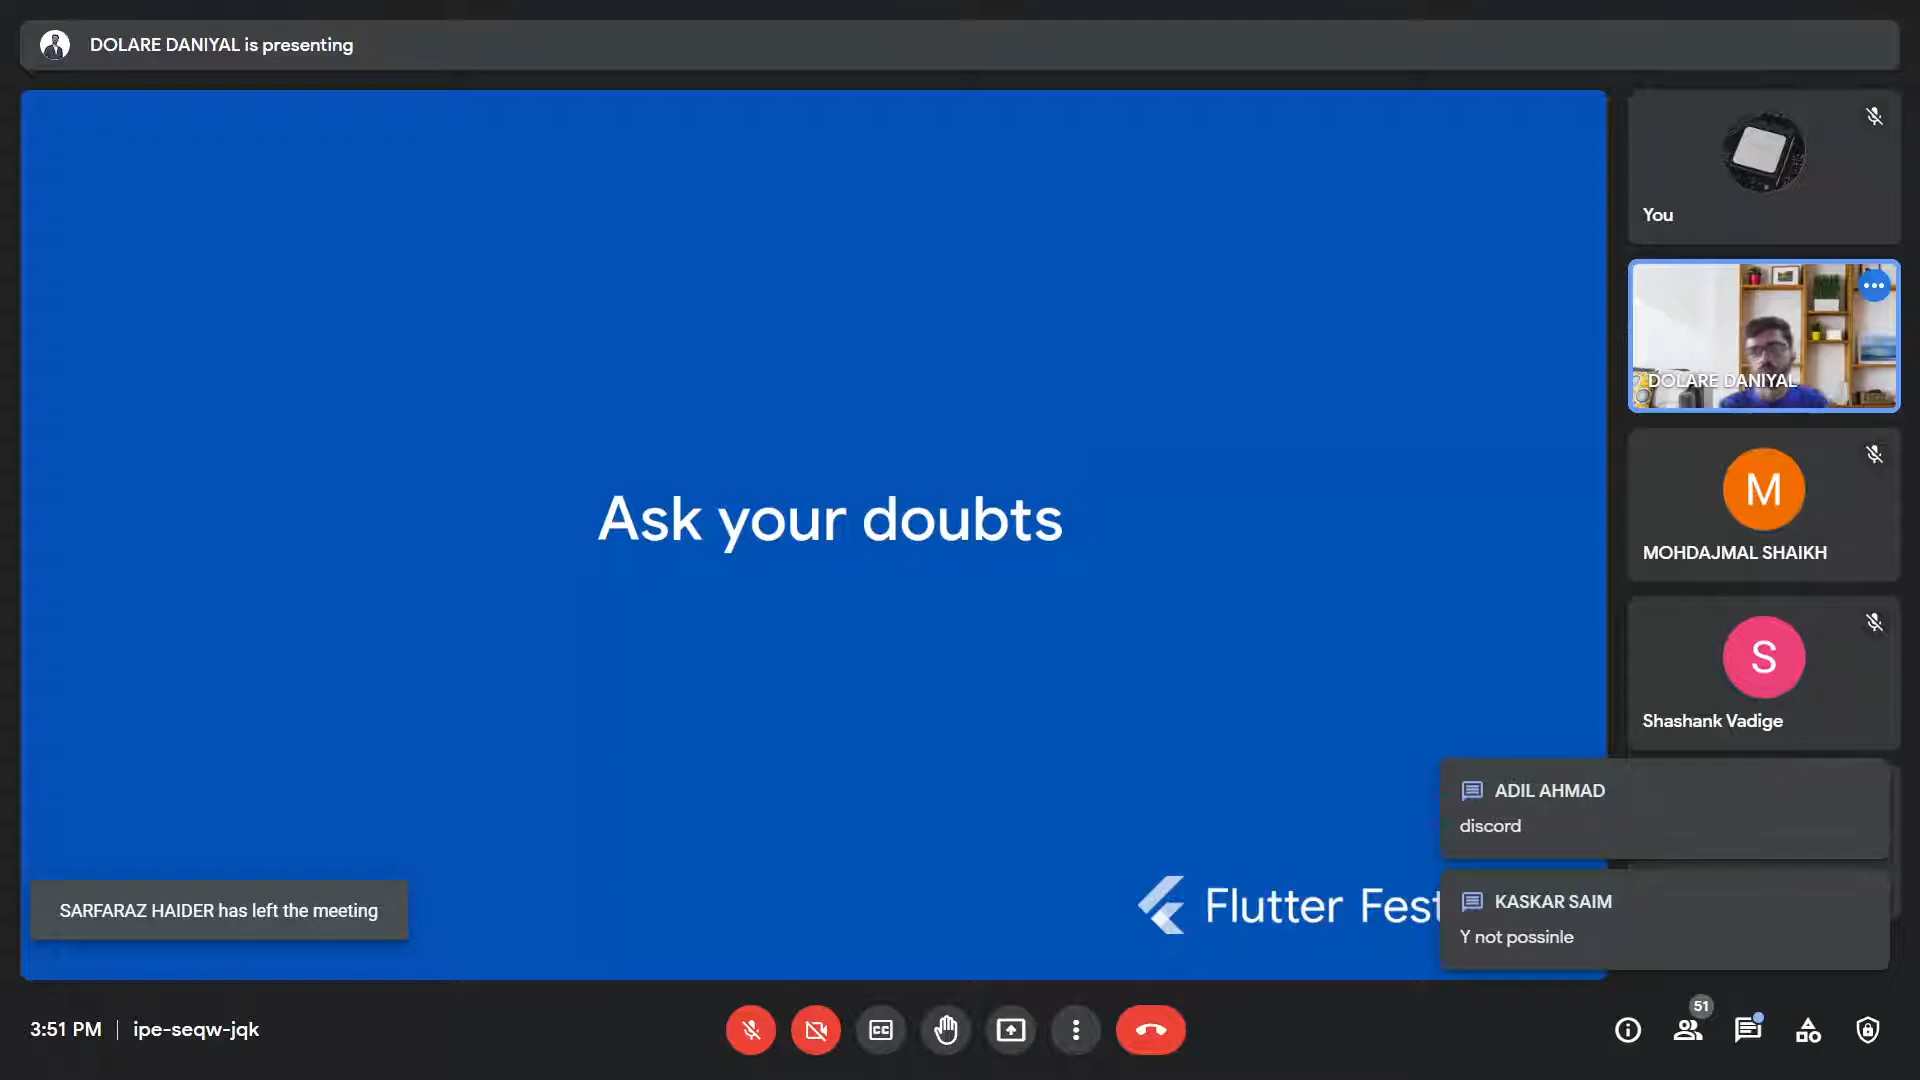 DOLARE DANIYAL is presenting
Ask your doubts
Flutter Fest
SARFARAZ HAIDER has left the meeting
You
DOLARE DANIYAL
M
MOHDAJMAL SHAIKH
S
Shashank Vadige
ADIL AHMAD
discord
KASKAR SAIM
Y not possinle
3:51 PM | ipe-seqw-jqk
CC
51